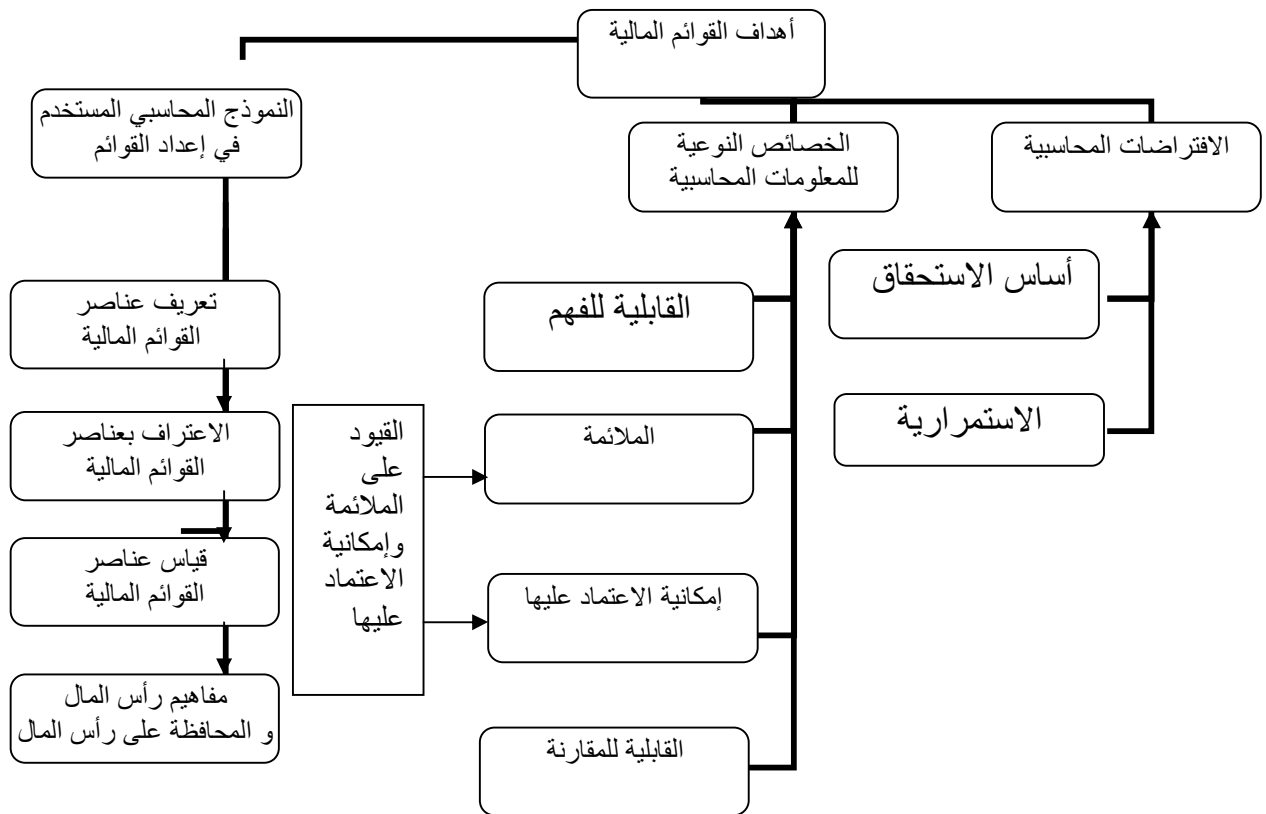 أهداف القوائم المالية
الافتراضات المحاسبية
أساس الاستحقاق
الاستمرارية
الخصائص النوعية
للمعلومات المحاسبية
القابلية للفهم
الملائمة
إمكانية الاعتماد عليها
القابلية للمقارنة
القيود
على
الملائمة
وإمكانية
الاعتماد
عليها
النموذج المحاسبي المستخدم
في إعداد القوائم
تعريف عناصر
القوائم المالية
الاعتراف بعناصر
القوائم المالية
قياس عناصر
القوائم المالية
مفاهيم رأس المال
و المحافظة على رأس المال